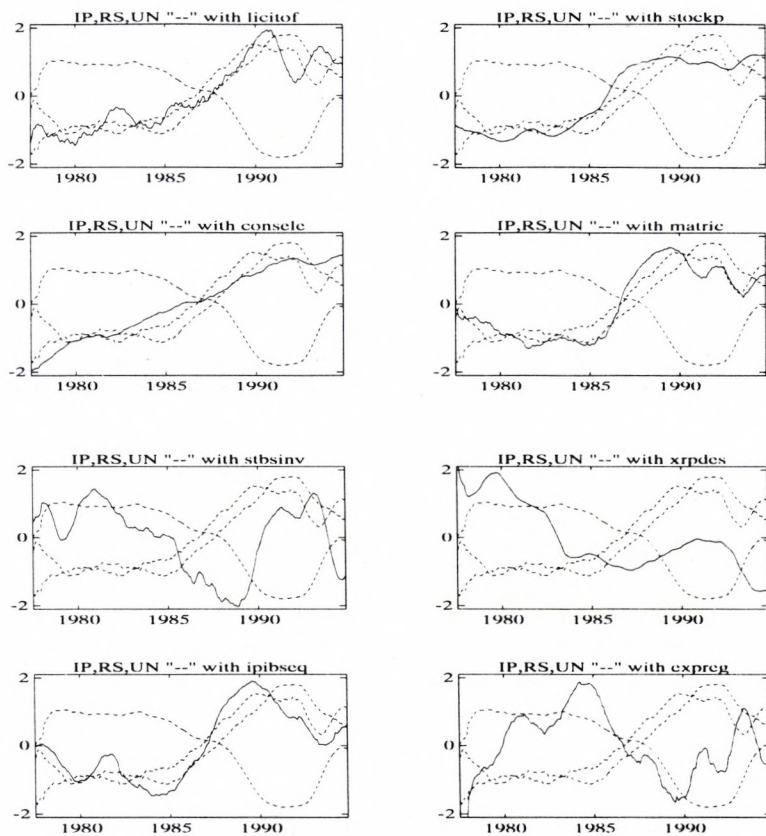 IP,RS,UN "--" with licitof
IP,RS,UN "--" with stockp
0
-2
1980 1985 1990
0
-2
1980 1985 1990
IP,RS,UN "--" with conselc
IP,RS,UN "--" with matric
2
0
-2
1980 1985 1990
2
0
-2
1980 1985 1990
IP,RS,UN "--" with stbsinv
IP,RS,UN "--" with xrpdcs
2
0
-2
1980 1985 1990
2
0
-2
1980 1985 1990
IP,RS,UN "--" with ipibseq
IP,RS,UN "--" with expreg
2
0
-2
1980 1985 1990
2
0
-2
1980 1985 1990